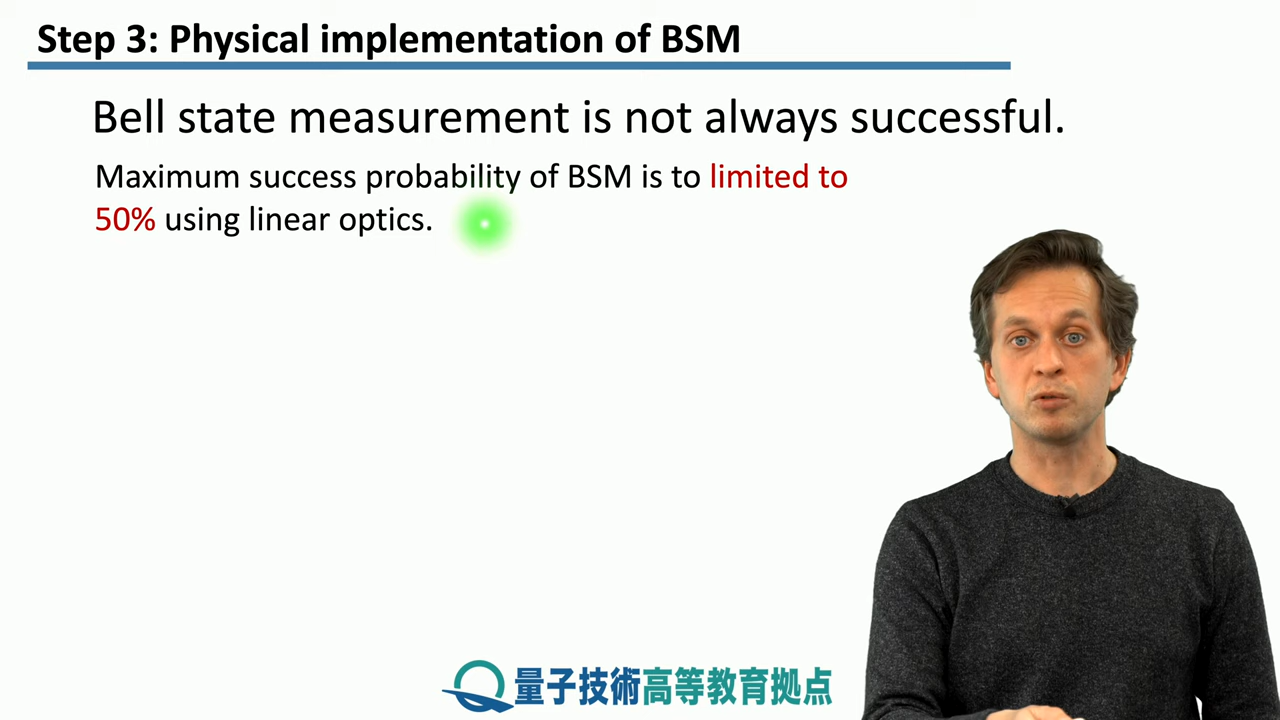 Step 3: Physical implementation of BSM
Bell state measurement is not always successful.
Maximum success probability of BSM is to limited to
50% using linear optics.
量子技術高等教育拠点